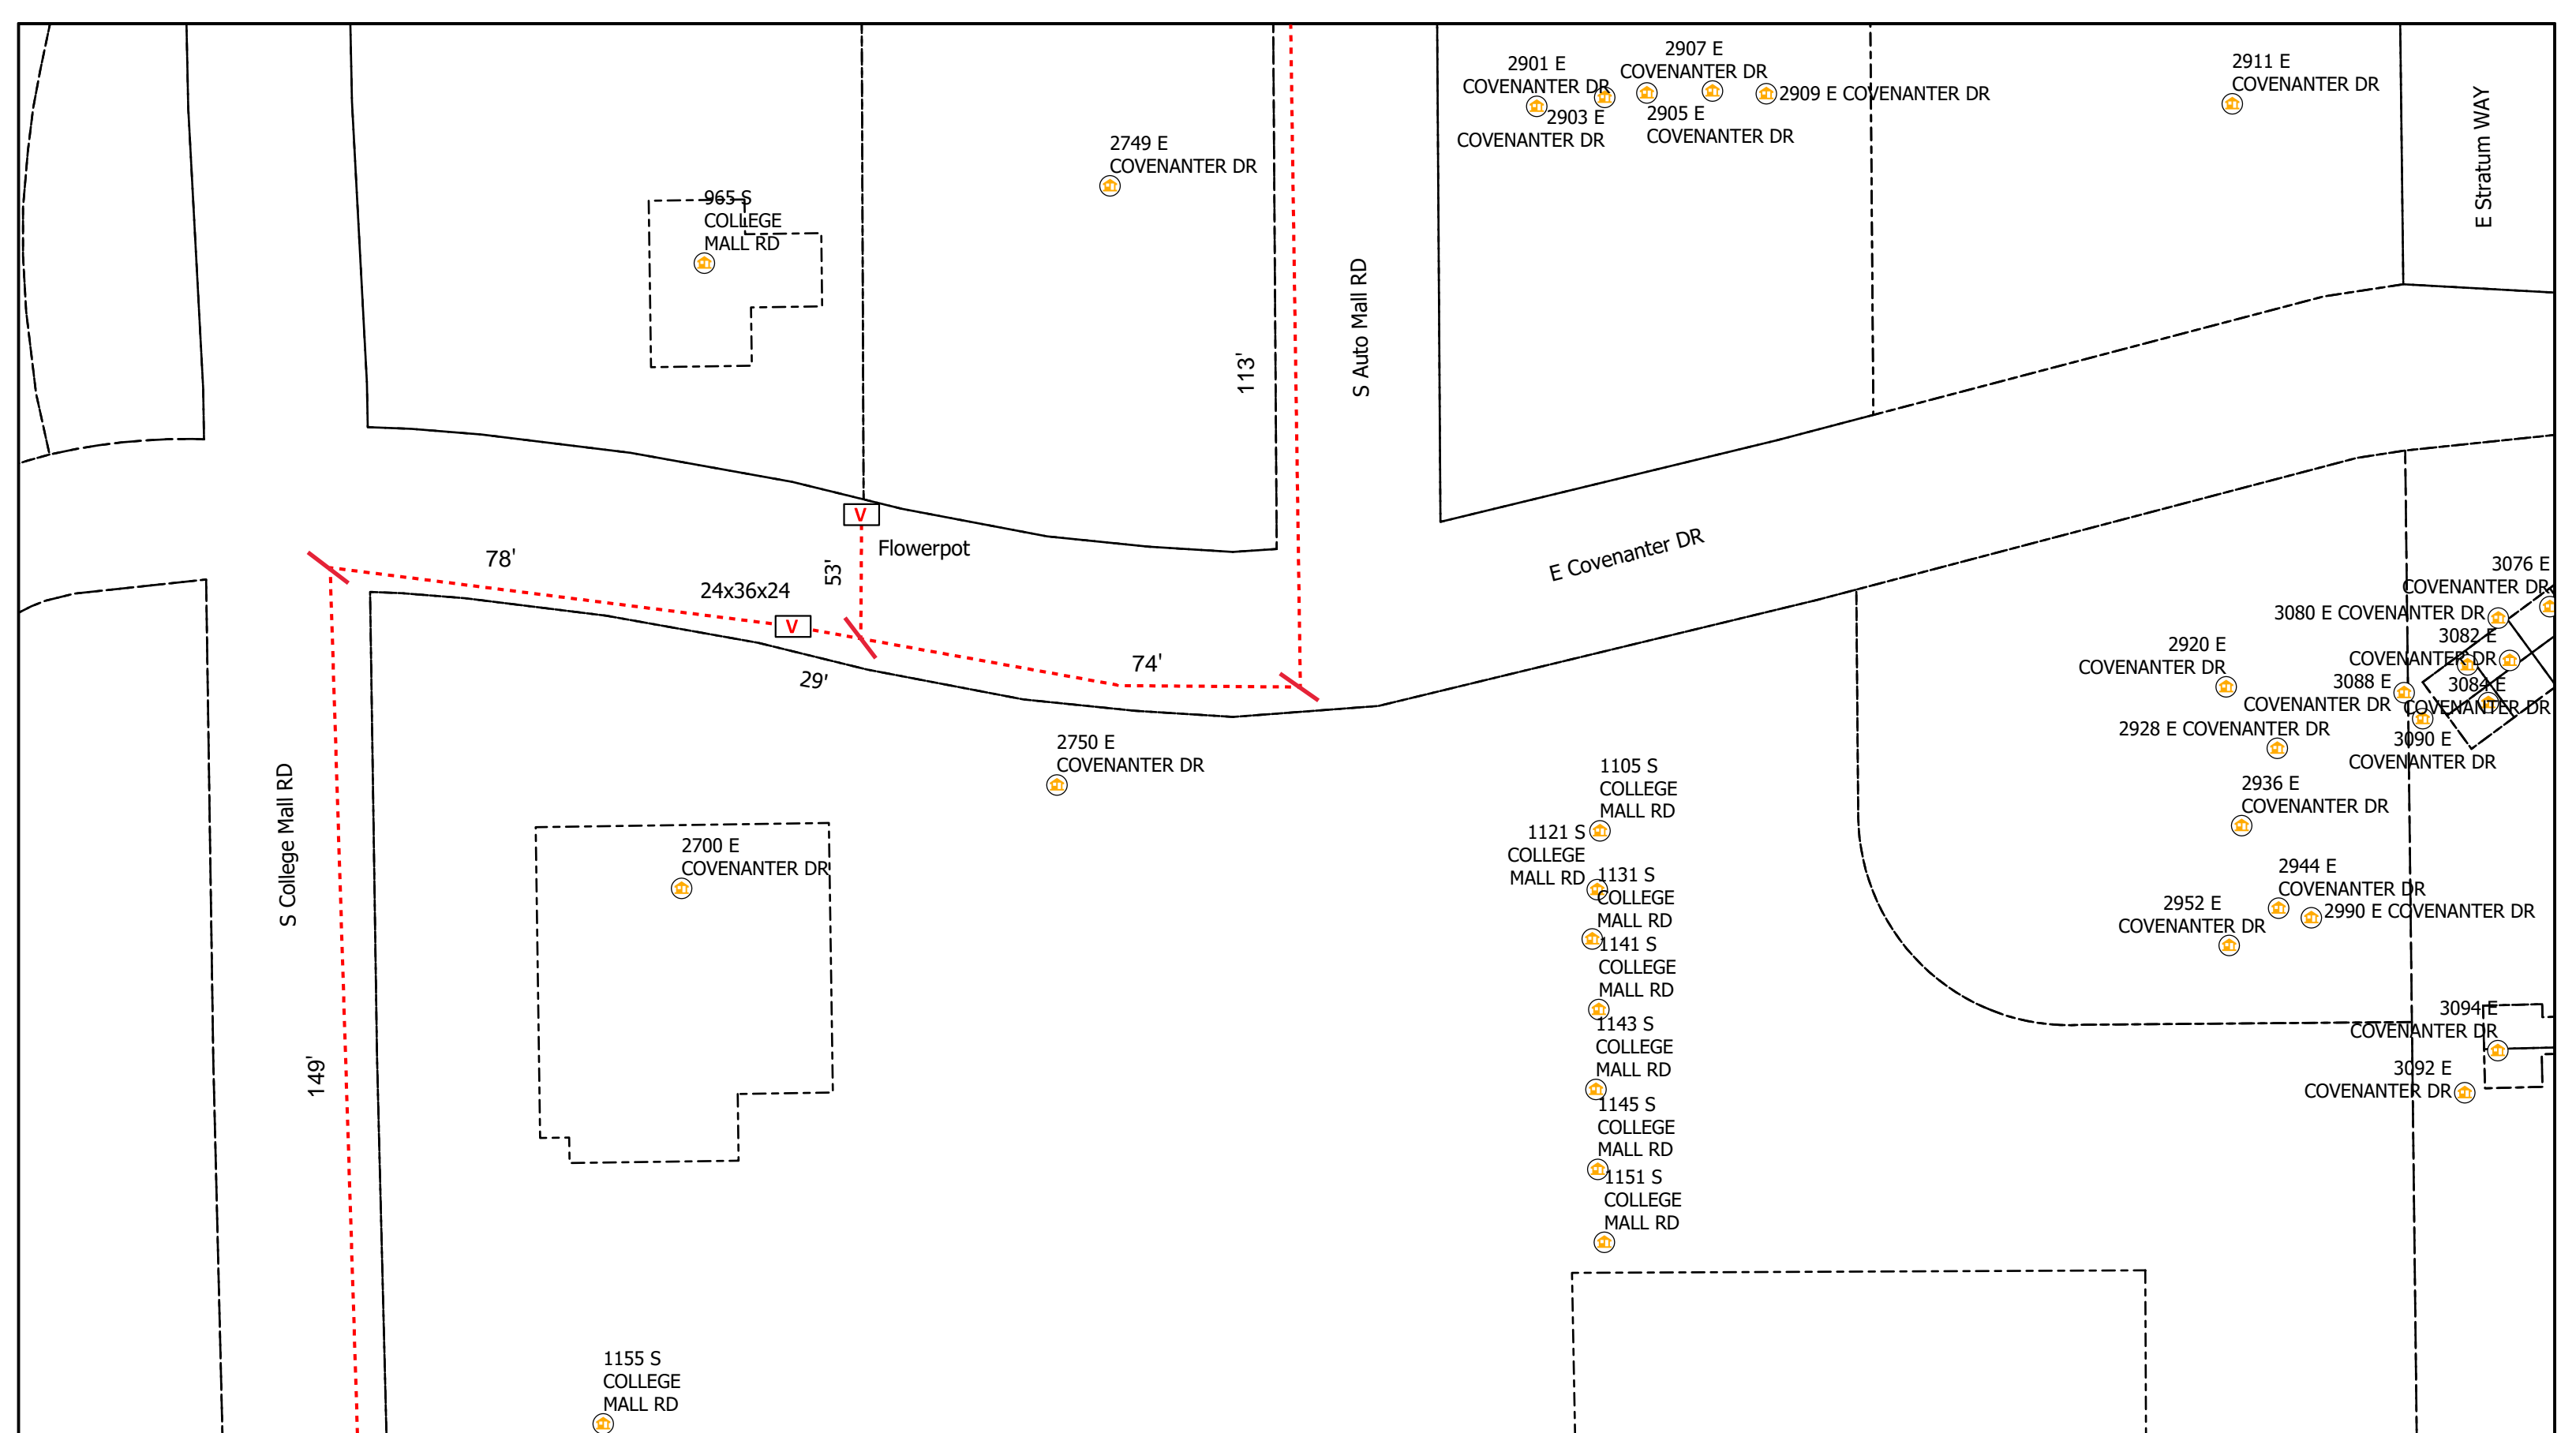 2901 E
COVENANTER DR
2907 E
COVENANTER DR
2911 E
COVENANTER DR
2909 E COVENANTER DR
2903 E
COVENANTER DR
2905 E
COVENANTER DR
E Stratum WAY
2749 E
COVENANTER DR
965 S
COLLEGE
MALL RD
113'
S Auto Mall RD
V
Flowerpot
53'
78'
24x36x24
V
29'
74'
E Covenanter DR
3076 E
COVENANTER DR
3080 E COVENANTER DR
3082 E
COVENANTER DR
2920 E
COVENANTER DR
3088 E
COVENANTER DR
3084 E
COVENANTER DR
2928 E COVENANTER DR
3090 E
COVENANTER DR
2750 E
COVENANTER DR
S College Mall RD
2700 E
COVENANTER DR
1105 S
COLLEGE
MALL RD
1121 S
COLLEGE
MALL RD
1131 S
COLLEGE
MALL RD
1141 S
COLLEGE
MALL RD
1143 S
COLLEGE
MALL RD
1145 S
COLLEGE
MALL RD
1151 S
COLLEGE
MALL RD
2936 E
COVENANTER DR
2944 E
COVENANTER DR
2990 E COVENANTER DR
2952 E
COVENANTER DR
3094 E
COVENANTER DR
3092 E
COVENANTER DR
149'
1155 S
COLLEGE
MALL RD